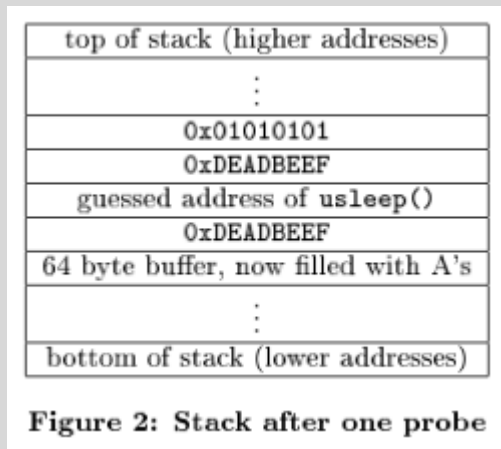 top of stack (higher addresses)
⋮
0x01010101
0xDEADBEEF
guessed address of usleep()
0xDEADBEEF
64 byte buffer, now filled with A's
⋮
bottom of stack (lower addresses)
Figure 2: Stack after one probe